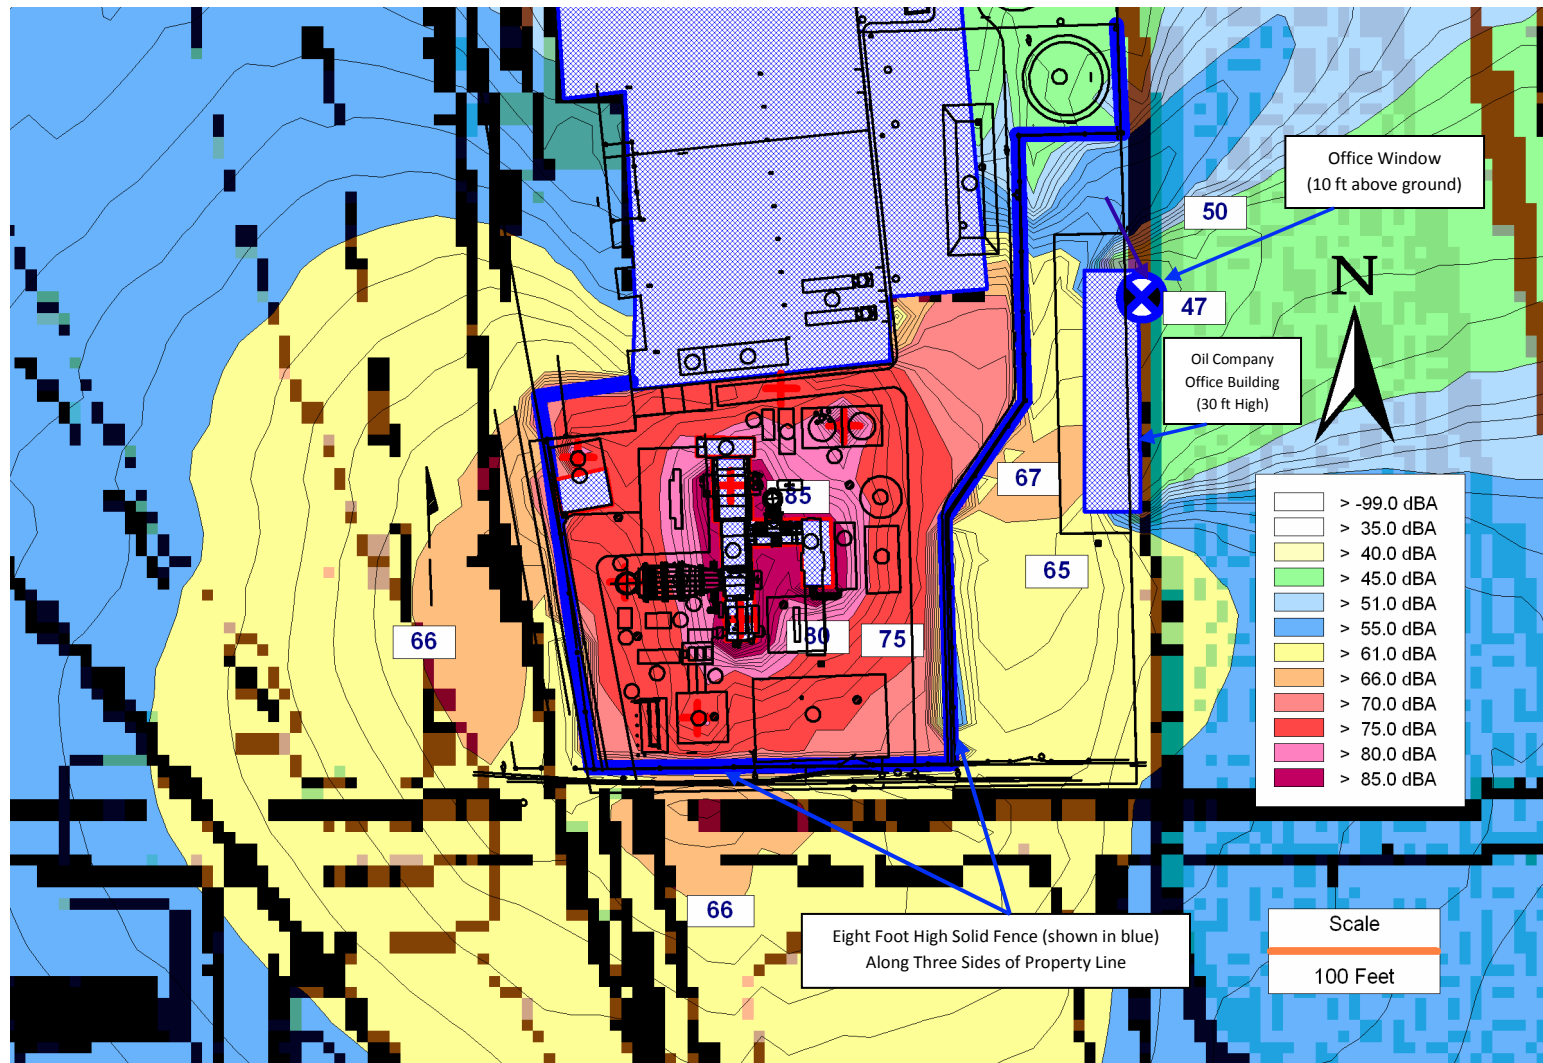 Office Window
(10 ft above ground)
50
N
47
Oil Company
Office Building
(30 ft High)
67
85
65
66
80
75
> -99.0 dBA
> 35.0 dBA
> 40.0 dBA
> 45.0 dBA
> 51.0 dBA
> 55.0 dBA
> 61.0 dBA
> 66.0 dBA
> 70.0 dBA
> 75.0 dBA
> 80.0 dBA
> 85.0 dBA
66
Eight Foot High Solid Fence (shown in blue)
Along Three Sides of Property Line
Scale
100 Feet